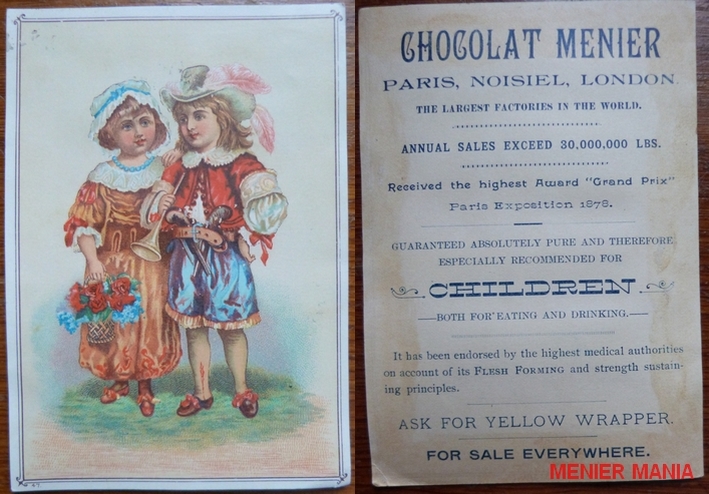 CHOCOLAT MENIER
PARIS, NOISIEL, LONDON.
THE LARGEST FACTORIES IN THE WORLD.
ANNUAL SALES EXCEED 30,000,000 LBS.
Received the highest Award "Grand Prix"
Paris Exposition 1878.
GUARANTEED ABSOLUTELY PURE AND THEREFORE
ESPECIALLY RECOMMENDED FOR
CHILDREN
—BOTH FOR EATING AND DRINKING.—
It has been endorsed by the highest medical authorities
on account of its FLESH FORMING and strength sustain-
ing principles.
ASK FOR YELLOW WRAPPER.
FOR SALE EVERYWHERE.
MENIER MANIA